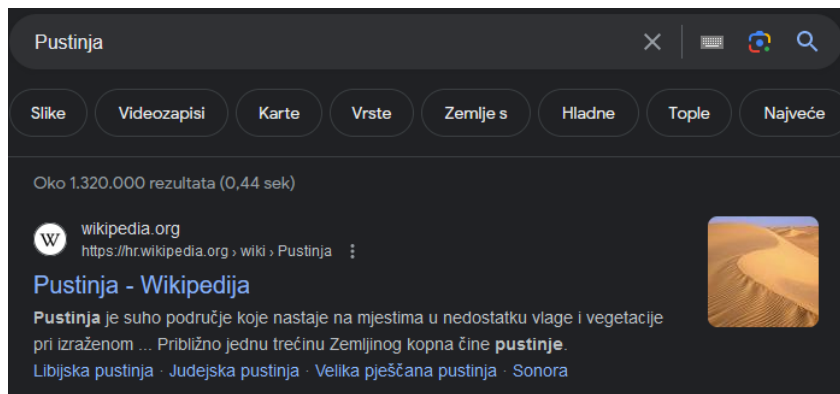 Pustinja
Slike Videozapisi Karte Vrste Zemlje s Hladne Tople Najveće
Oko 1.320.000 rezultata (0,44 sek)
W
wikipedia.org
https://hr.wikipedia.org › wiki › Pustinja
Pustinja - Wikipedija
Pustinja je suho područje koje nastaje na mjestima u nedostatku vlage i vegetacije
pri izraženom ... Približno jednu trećinu Zemljinog kopna čine pustinje.
Libijska pustinja · Judejska pustinja · Velika pješčana pustinja · Sonora